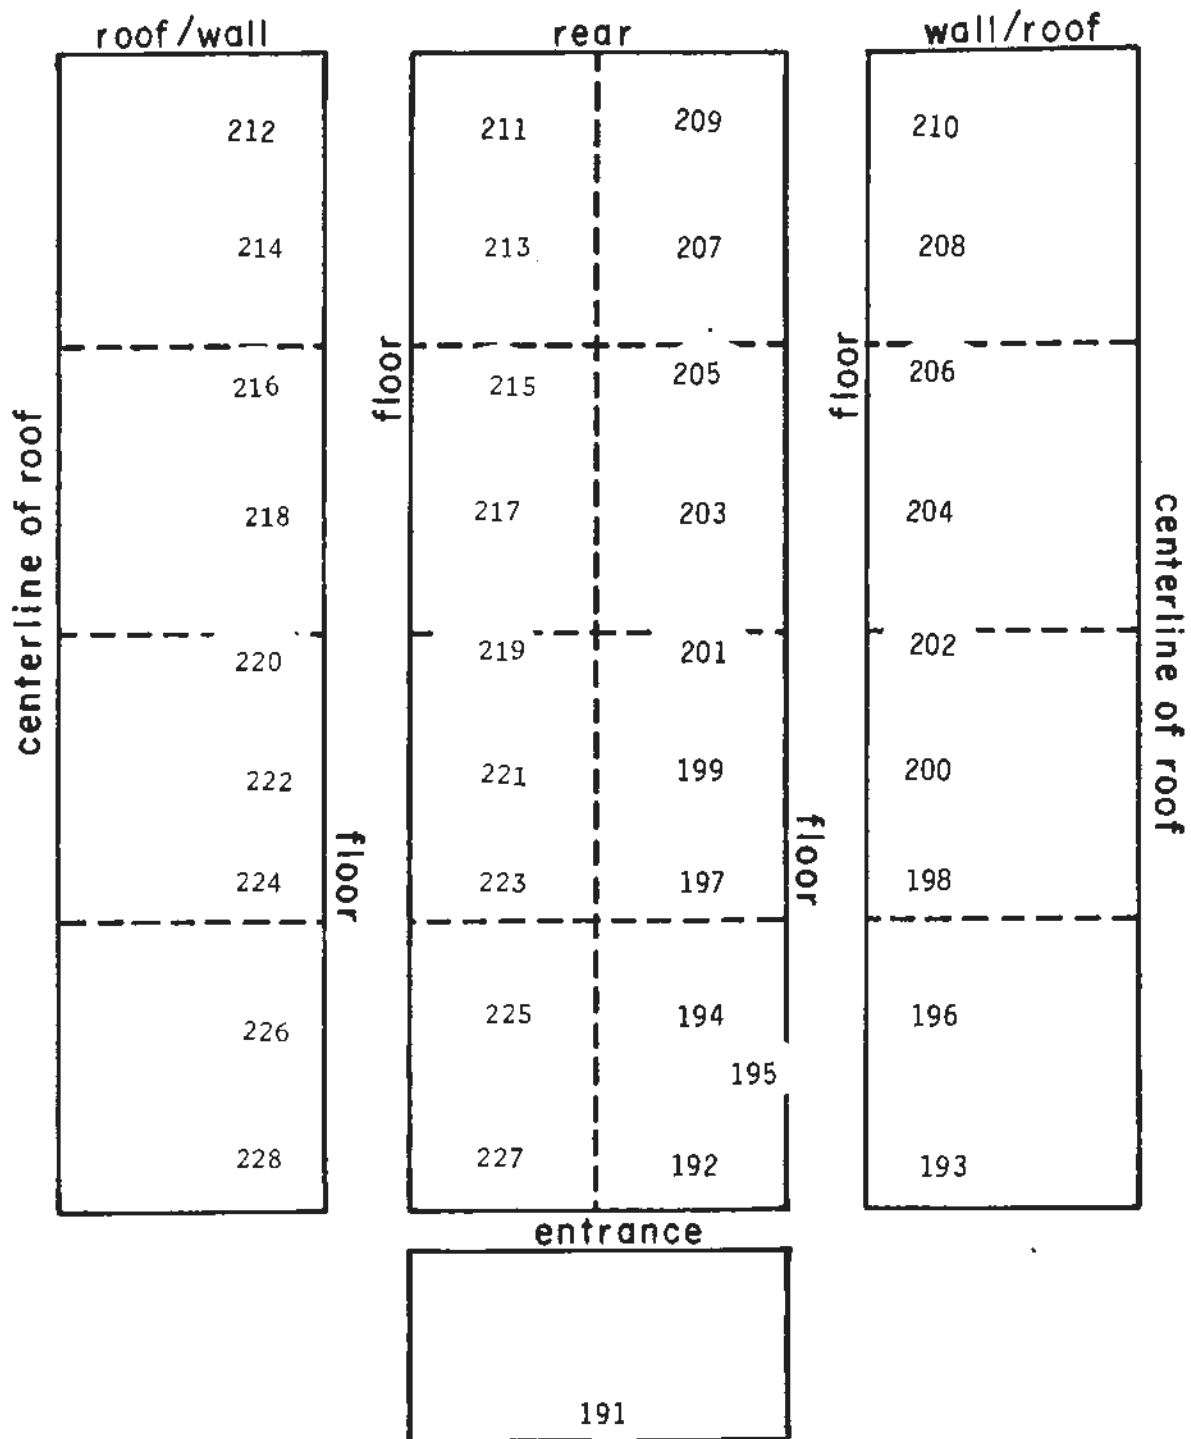 roof/wall rear wall/roof
212 211 209 210
214 213 207 208
floor floor
216 215 205 206
centerline of roof
218 217 203 204
centerline of roof
220 219 201 202
222 221 199 200
floor floor
224 223 197 198
226 225 194 196
195
228 227 192 193
entrance
191